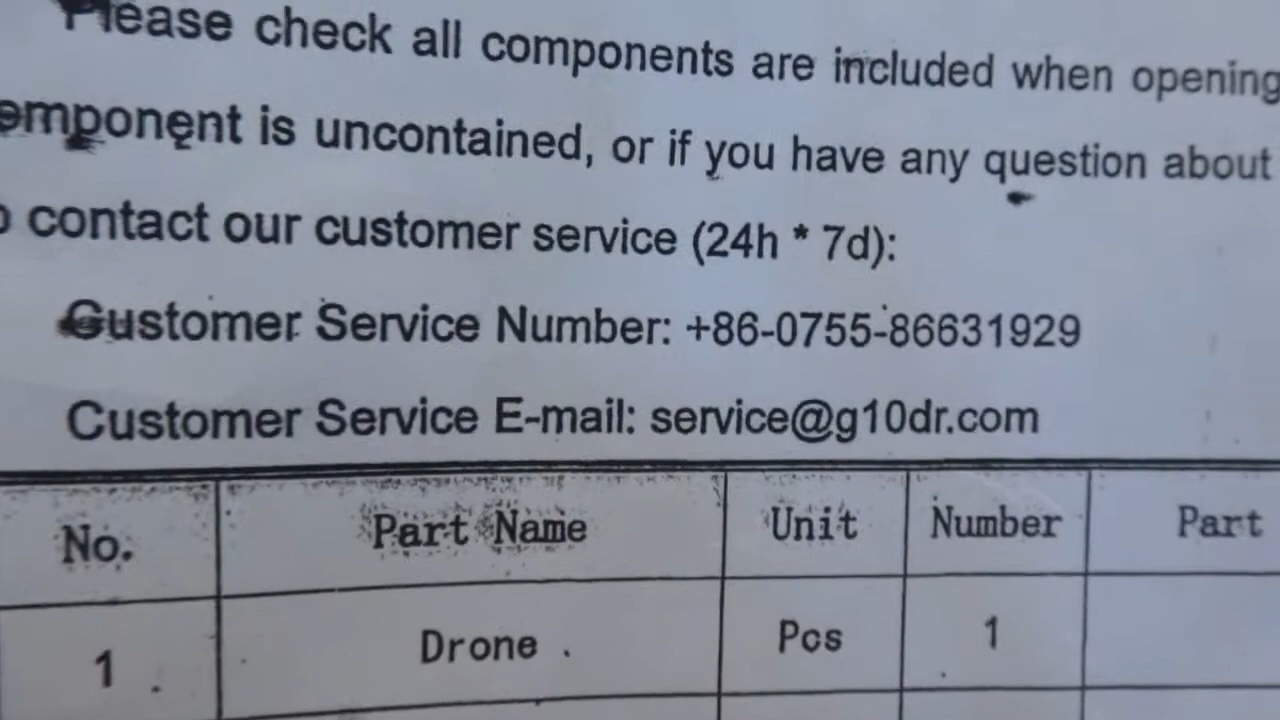 Please check all components are included when opening
omponent is uncontained, or if you have any question about
o contact our customer service (24h * 7d):
Customer Service Number: +86-0755-86631929
Customer Service E-mail: service@g10dr.com
No. Part Name Unit Number Part
1 Drone Pcs 1